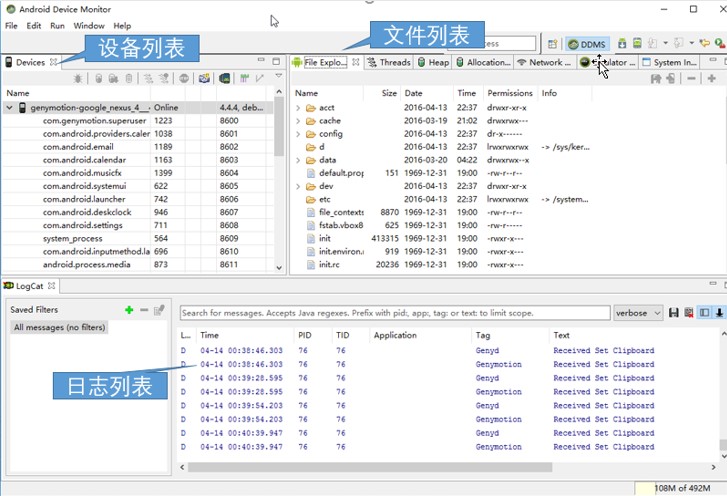 Android Device Monitor
File Edit Run Window Help
设备列表
文件列表
DDMS
Devices
File Explo...
Threads
Heap
Allocation...
Network ...
System In...
Name Size Date Time Permissions Info
genymotion-google_nexus_4__ Online 4.4.4, deb...
com.genymotion.superuser 1223 8600
com.android.providers.caler 1038 8601
com.android.email 1189 8602
com.android.calendar 1163 8603
com.android.musicfx 1399 8604
com.android.systemui 622 8605
com.android.launcher 742 8606
com.android.deskclock 946 8607
com.android.settings 711 8608
system_process 564 8609
com.android.inputmethod.la 696 8610
android.process.media 873 8611
acct 2016-04-13 22:37 drwxr-xr-x
cache 2016-03-19 21:02 drwxrwx---
config 2016-04-13 22:37 dr-x------
d 2016-04-13 22:37 lrwxrwxrwx -> /sys/ker...
data 2016-03-20 04:22 drwxrwx--x
default.prop 151 1969-12-31 19:00 -rw-r--r--
dev 2016-04-13 22:37 drwxr-xr-x
etc 2016-04-13 22:37 lrwxrwxrwx -> /system...
file_contexts 8870 1969-12-31 19:00 -rw-r--r--
fstab.vbox8 625 1969-12-31 19:00 -rw-r-----
init 413315 1969-12-31 19:00 -rwxr-x---
init.environ. 919 1969-12-31 19:00 -rwxr-x---
init.rc 20236 1969-12-31 19:00 -rwxr-x---
LogCat
Saved Filters
All messages (no filters)
Search for messages. Accepts Java regexes. Prefix with pid:, app:, tag: or text: to limit scope.
verbose
L... Time PID TID Application Tag Text
D 04-14 00:38:46.303 76 76 Genyd Received Set Clipboard
D 04-14 00:38:46.303 76 76 Genymotion Received Set Clipboard
D 04-14 00:39:28.595 76 76 Genyd Received Set Clipboard
D 04-14 00:39:28.595 76 76 Genymotion Received Set Clipboard
D 04-14 00:39:54.203 76 76 Genyd Received Set Clipboard
D 04-14 00:39:54.203 76 76 Genymotion Received Set Clipboard
D 04-14 00:40:39.947 76 76 Genyd Received Set Clipboard
D 04-14 00:40:39.947 76 76 Genymotion Received Set Clipboard
日志列表
108M of 492M